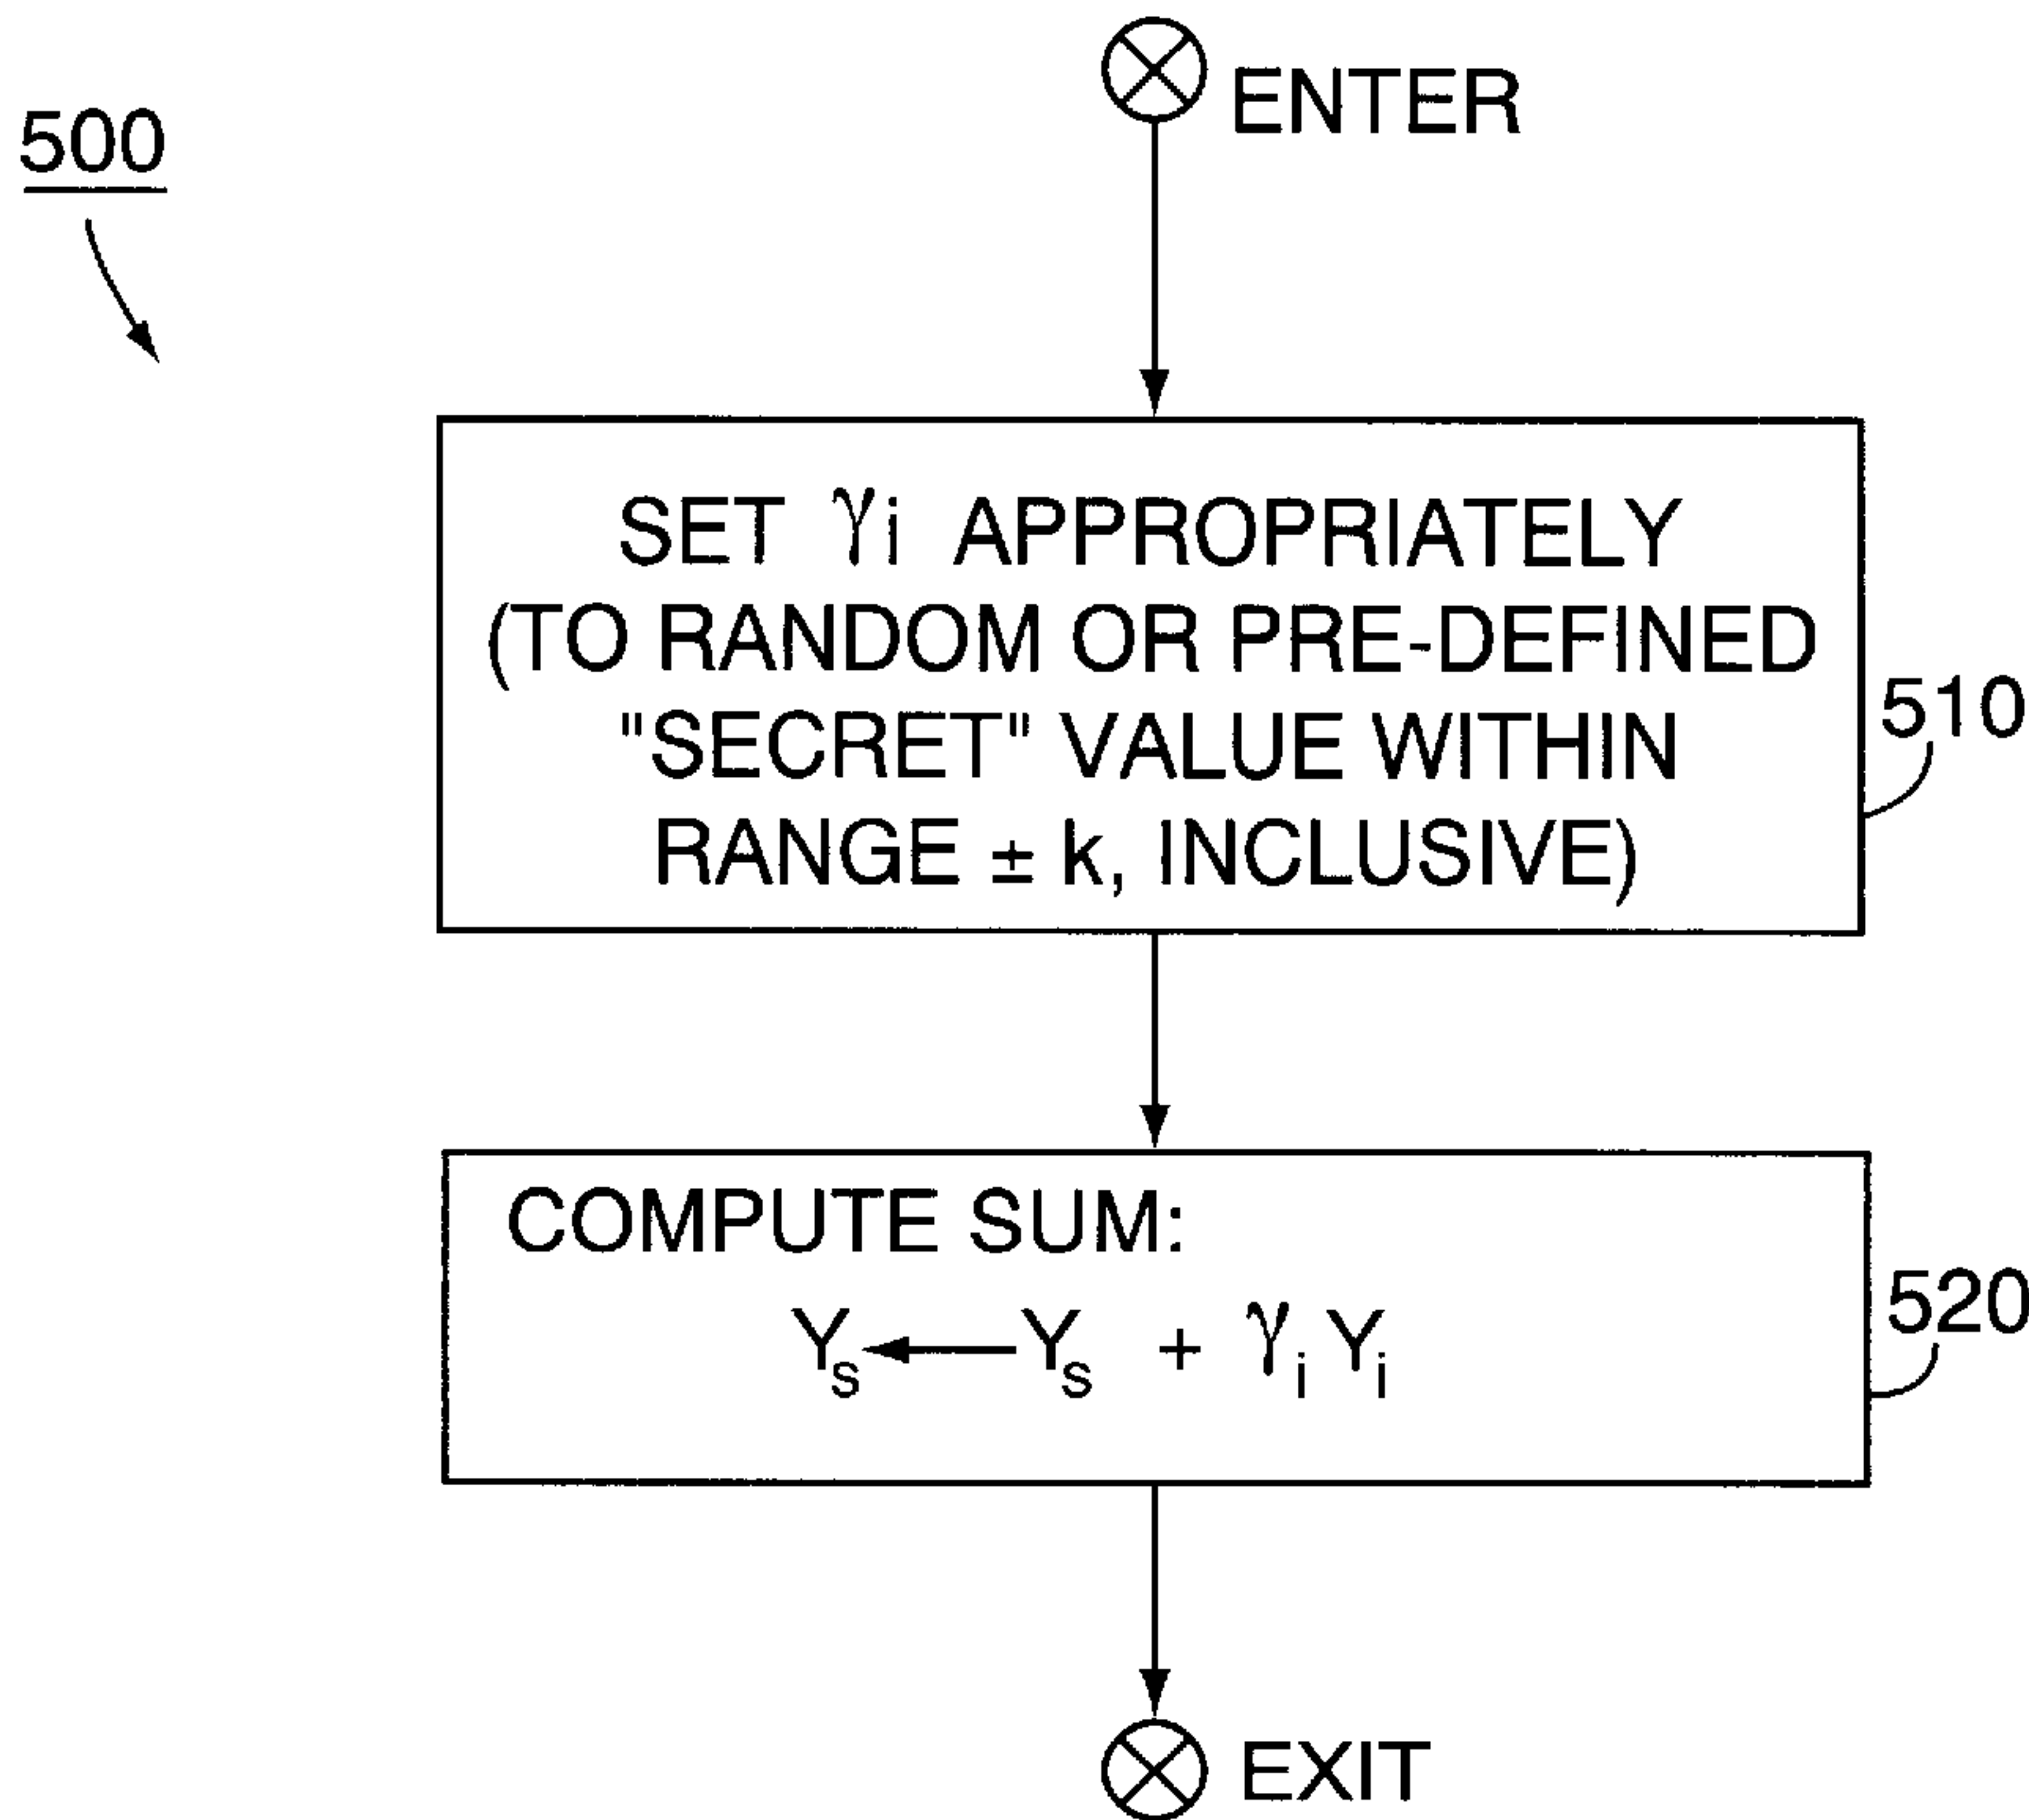 ENTER
500
SET γi APPROPRIATELY
(TO RANDOM OR PRE-DEFINED
"SECRET" VALUE WITHIN
RANGE ± k, INCLUSIVE)
510
COMPUTE SUM:
Ys ← Ys + γi Yi
520
EXIT